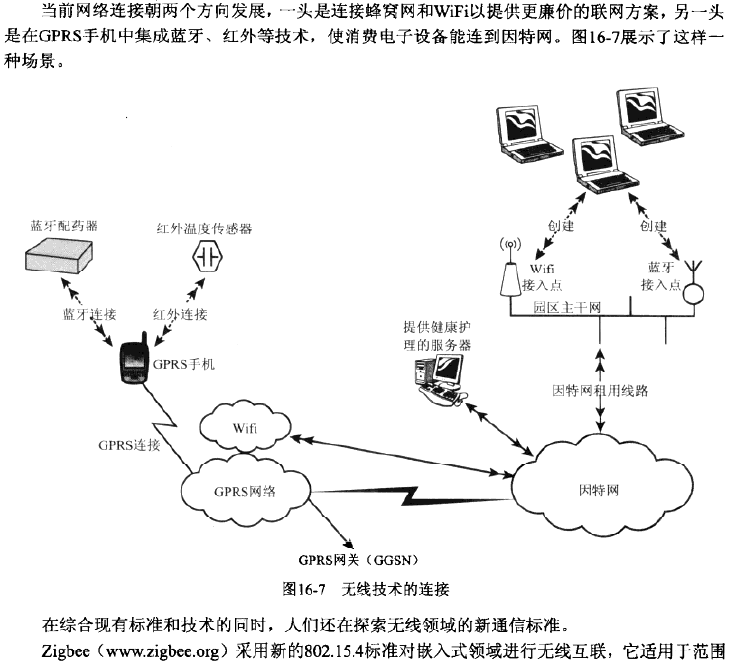 当前网络连接朝两个方向发展，一头是连接蜂窝网和WiFi以提供更廉价的联网方案，另一头
是在GPRS手机中集成蓝牙、红外等技术，使消费电子设备能连到因特网。图16-7展示了这样一
种场景。
蓝牙配药器
红外温度传感器
创建
创建
Wifi
接入点
蓝牙
接入点
园区主干网
蓝牙连接
红外连接
提供健康护
理的服务器
GPRS手机
因特网租用线路
Wifi
GPRS连接
GPRS网络
因特网
GPRS网关（GGSN）
图16-7 无线技术的连接
在综合现有标准和技术的同时，人们还在探索无线领域的新通信标准。
Zigbee（www.zigbee.org）采用新的802.15.4标准对嵌入式领域进行无线互联，它适用于范围